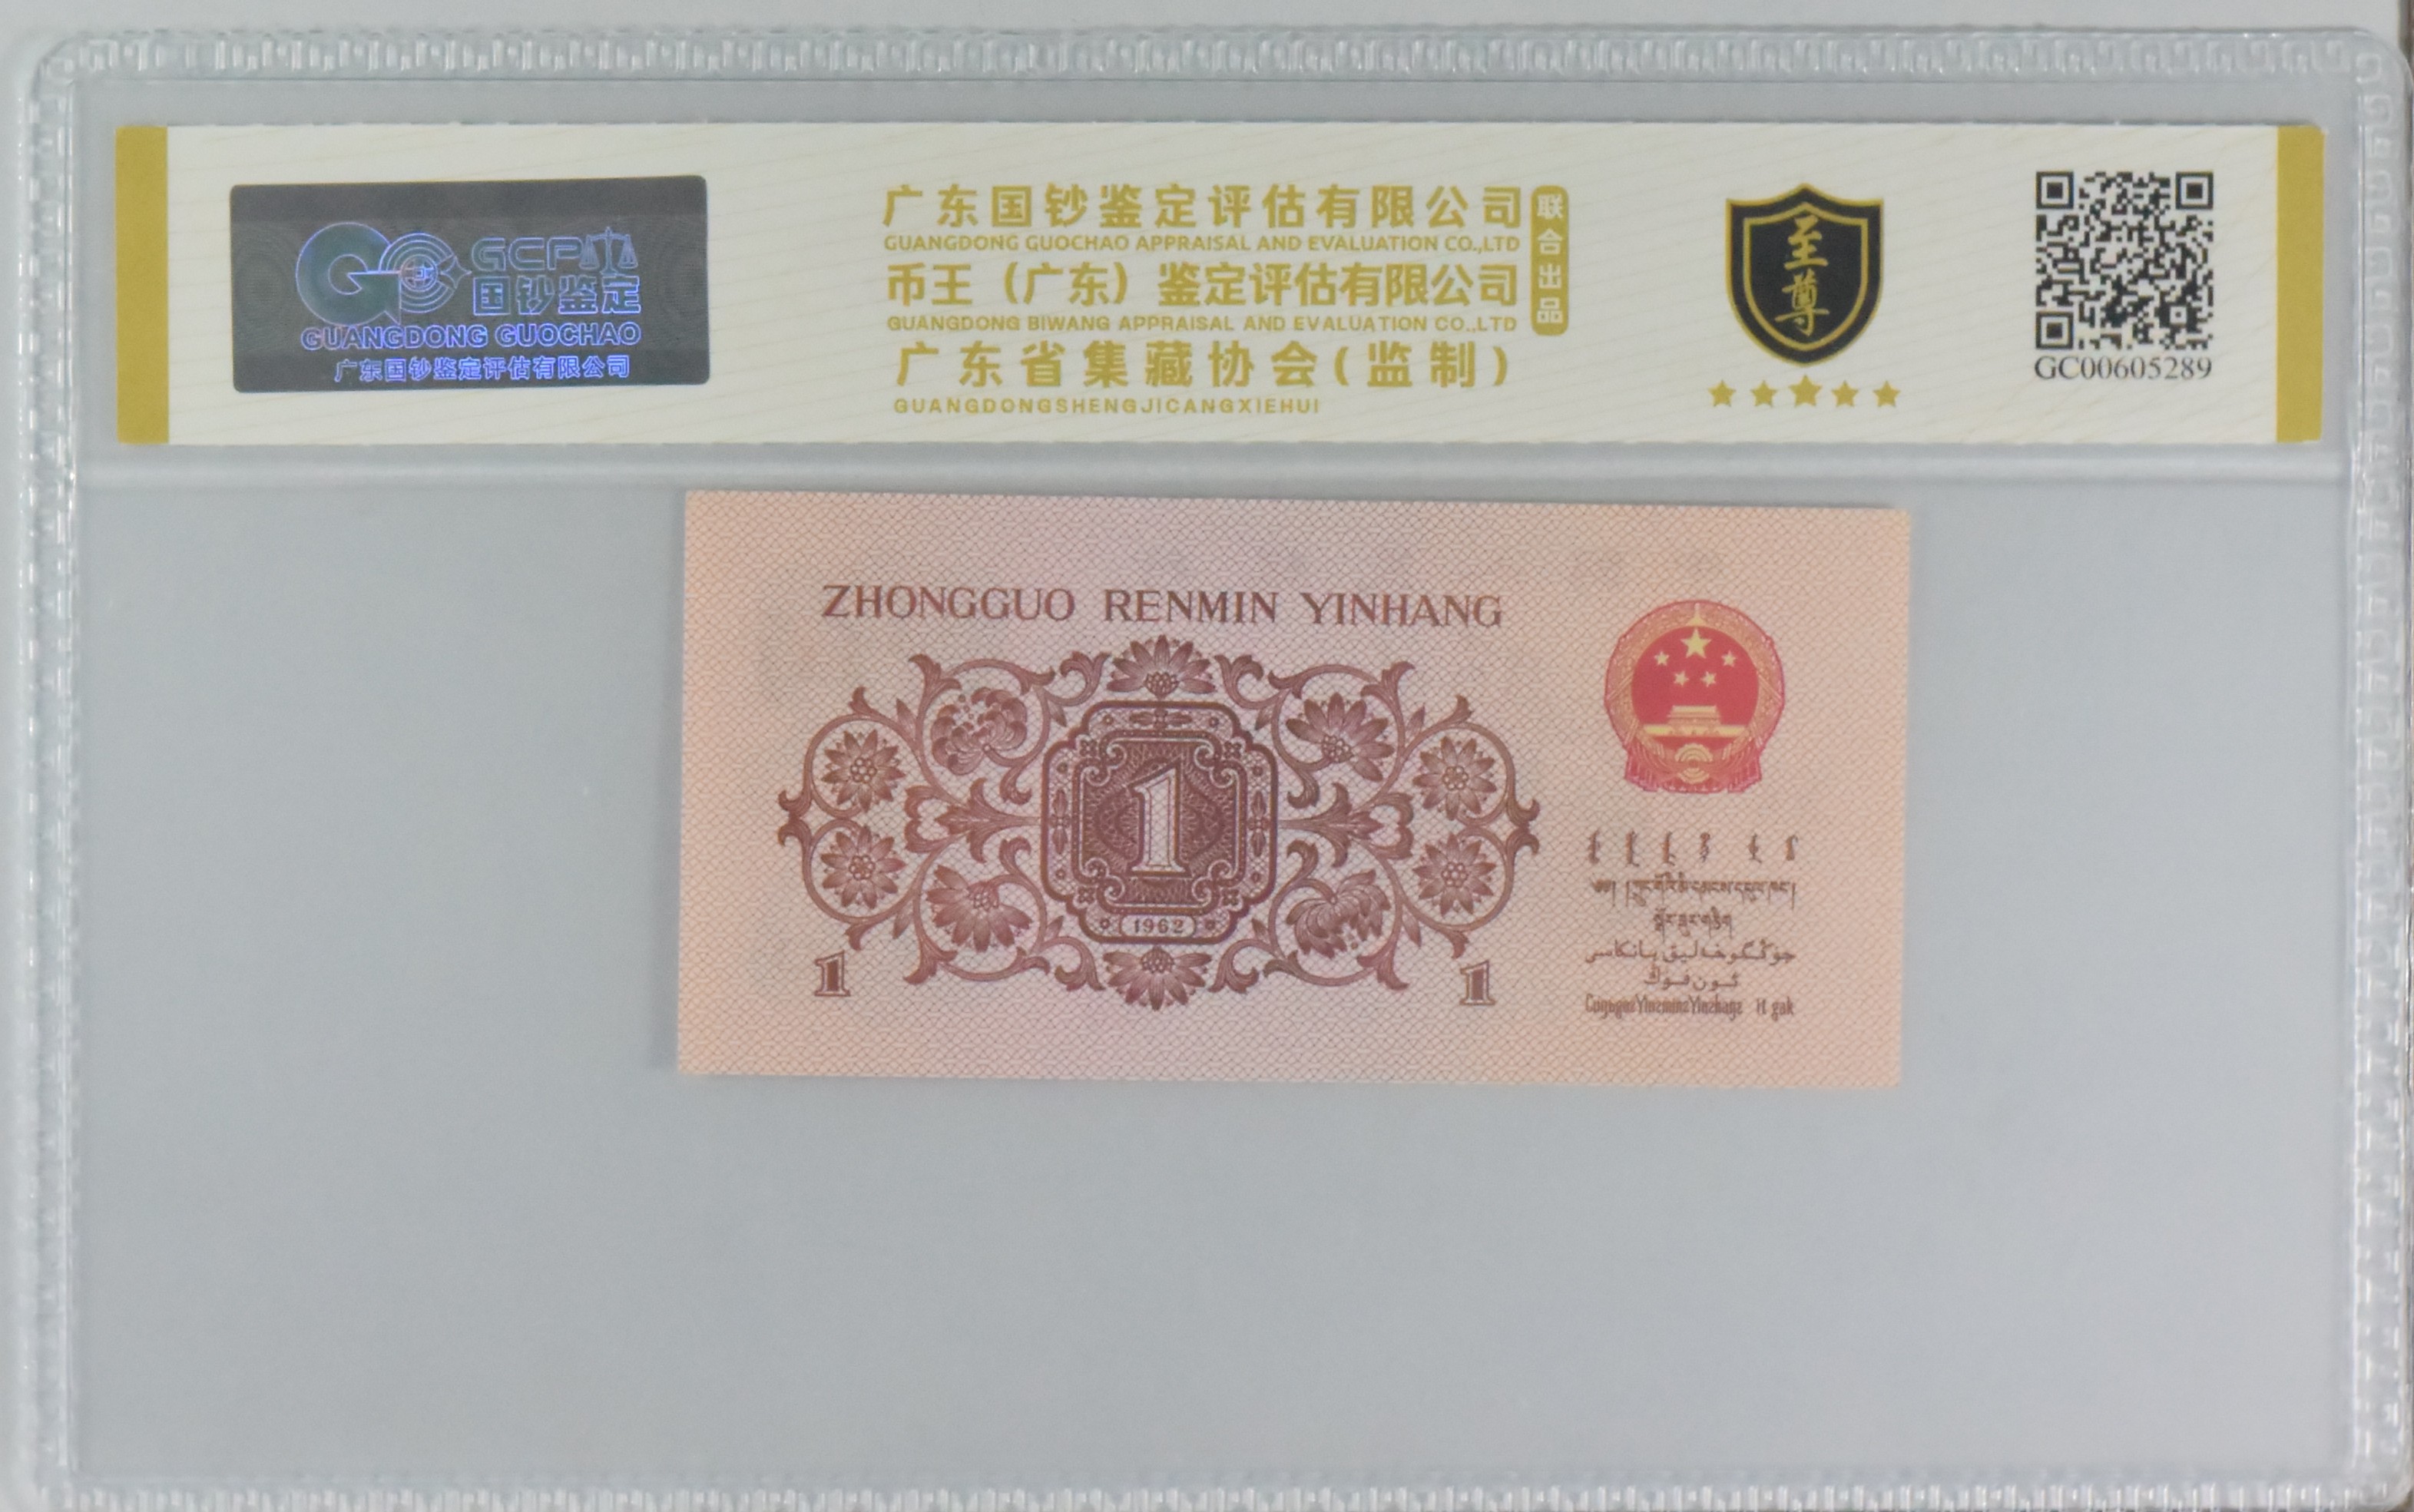 GCP
国钞鉴定
GUANGDONG GUOCHAO
广东国钞鉴定评估有限公司
广东国钞鉴定评估有限公司
GUANGDONG GUOCHAO APPRAISAL AND EVALUATION CO.,LTD
币王（广东）鉴定评估有限公司
GUANGDONG BIWANG APPRAISAL AND EVALUATION CO.,LTD
联合出品
广东省集藏协会(监制)
GUANGDONGSHENGJICANGXIEHUI
至尊
GC00605289
ZHONGGUO RENMIN YINHANG
1
1962
1
1
جۇڭگوخەلىق بانكاسى